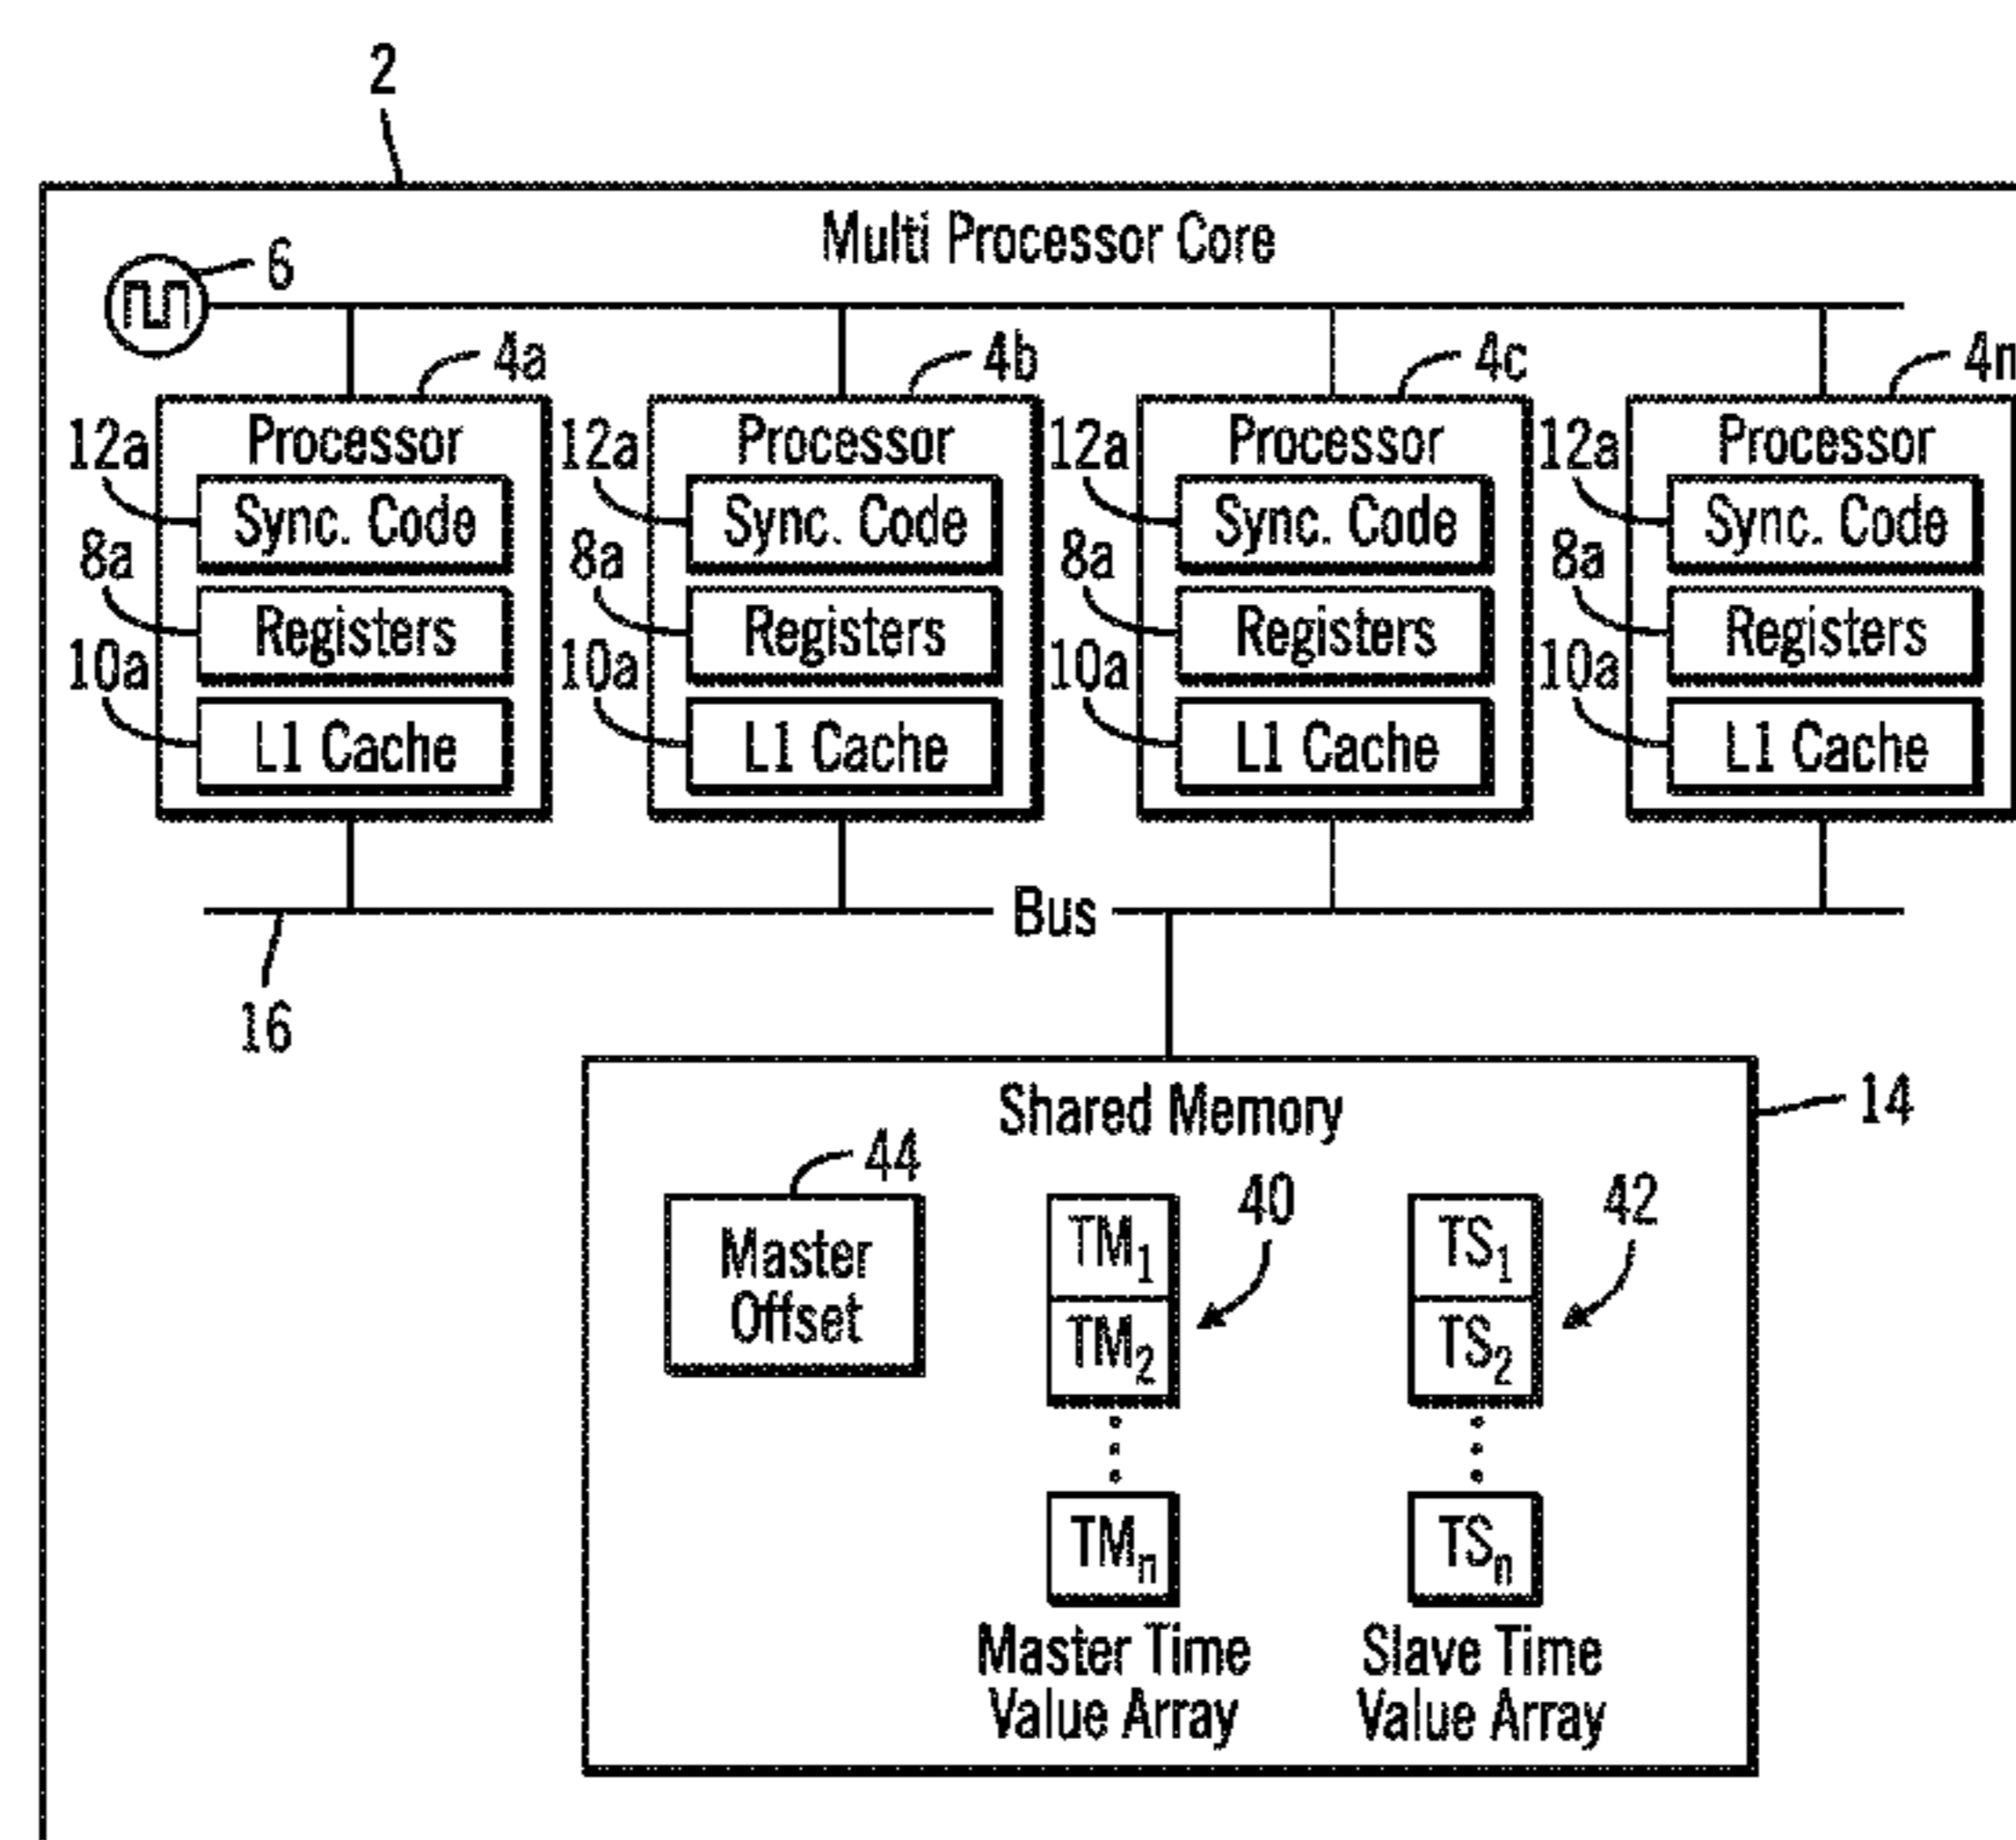 2
Multi Processor Core
6
4a
4b
4c
4n
12a
Processor
12a
Processor
12a
Processor
12a
Processor
Sync. Code
Sync. Code
Sync. Code
Sync. Code
8a
8a
8a
8a
Registers
Registers
Registers
Registers
10a
10a
10a
10a
L1 Cache
L1 Cache
L1 Cache
L1 Cache
Bus
16
Shared Memory
14
44
40
42
Master
Offset
TM1
TS1
TM2
TS2
TMn
TSn
Master Time
Value Array
Slave Time
Value Array